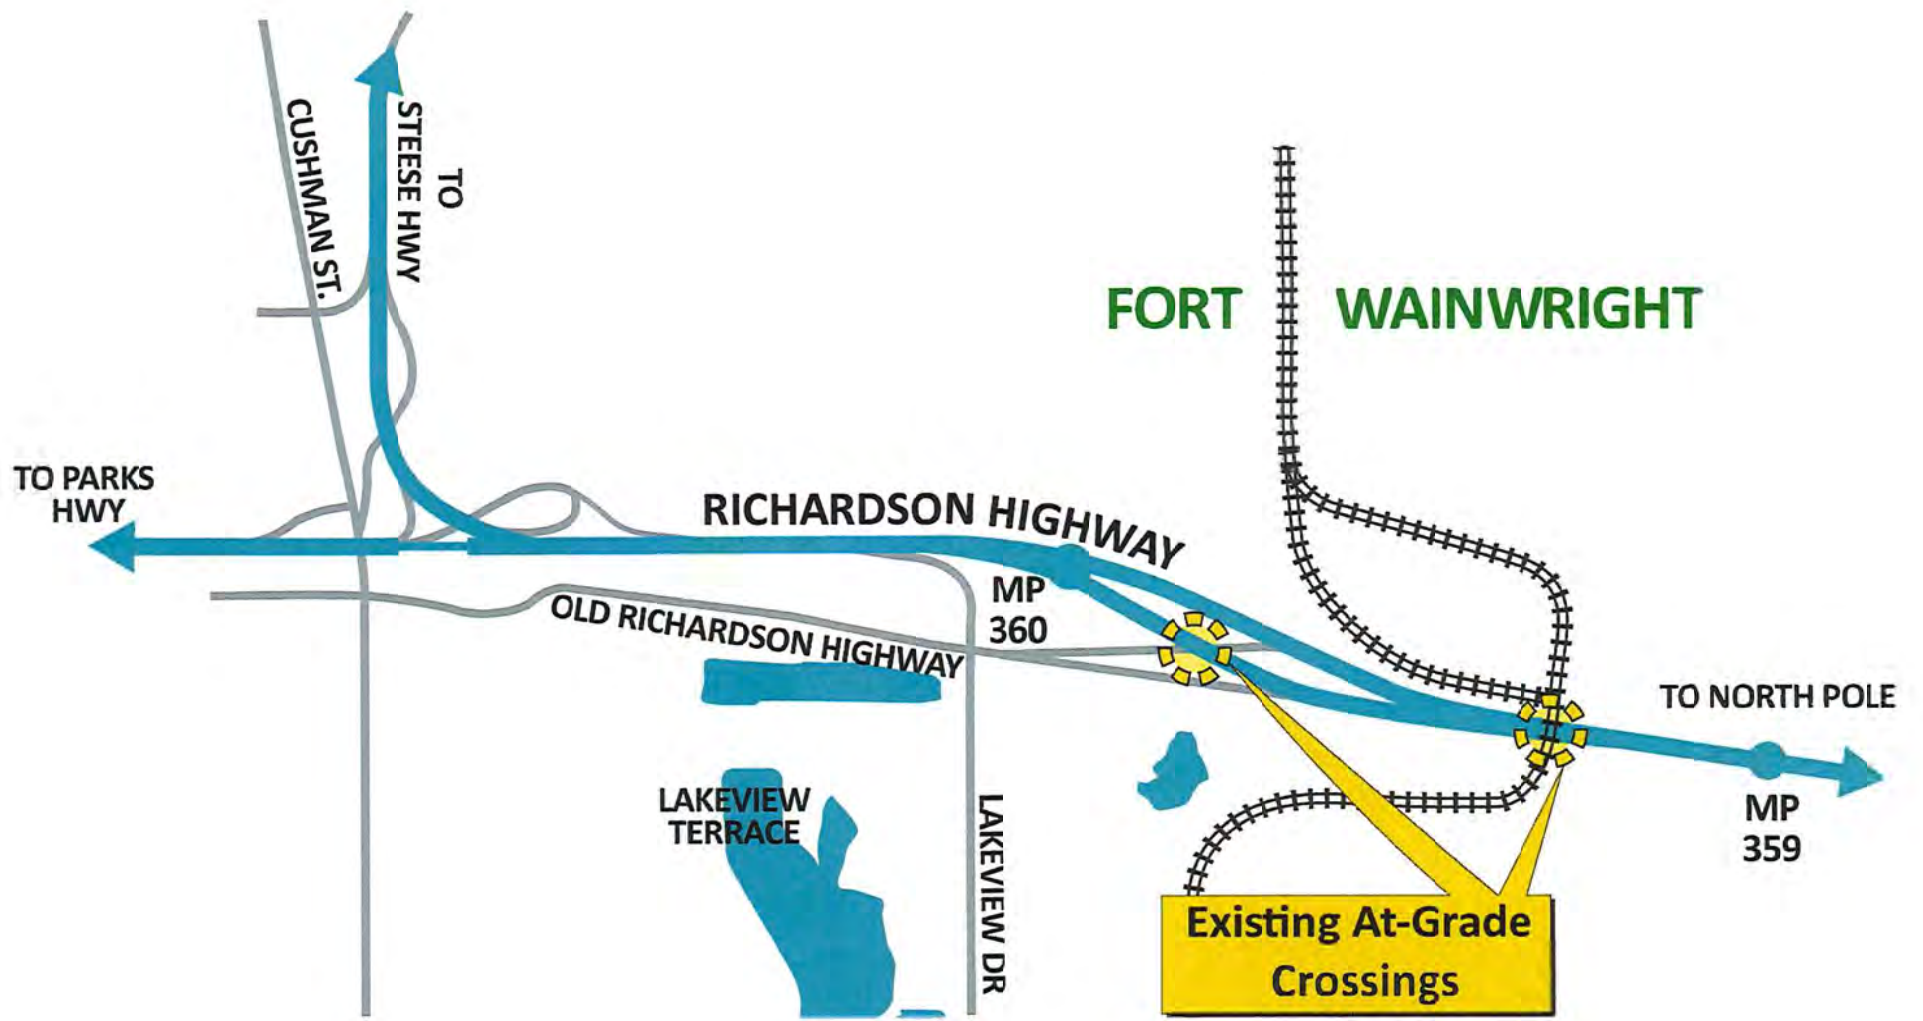 CUSHMAN ST.
TO
STEESE HWY
FORT WAINWRIGHT
TO PARKS
HWY
RICHARDSON HIGHWAY
MP
360
OLD RICHARDSON HIGHWAY
TO NORTH POLE
LAKEVIEW
TERRACE
LAKEVIEW DR
MP
359
Existing At-Grade
Crossings